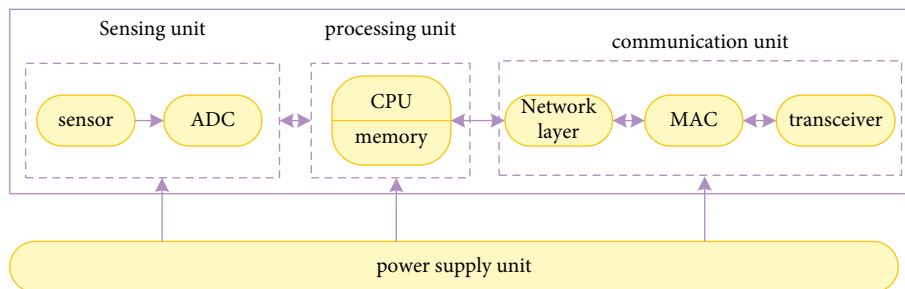 Sensing unit
processing unit
communication unit
sensor
ADC
CPU
memory
Network
layer
MAC
transceiver
power supply unit